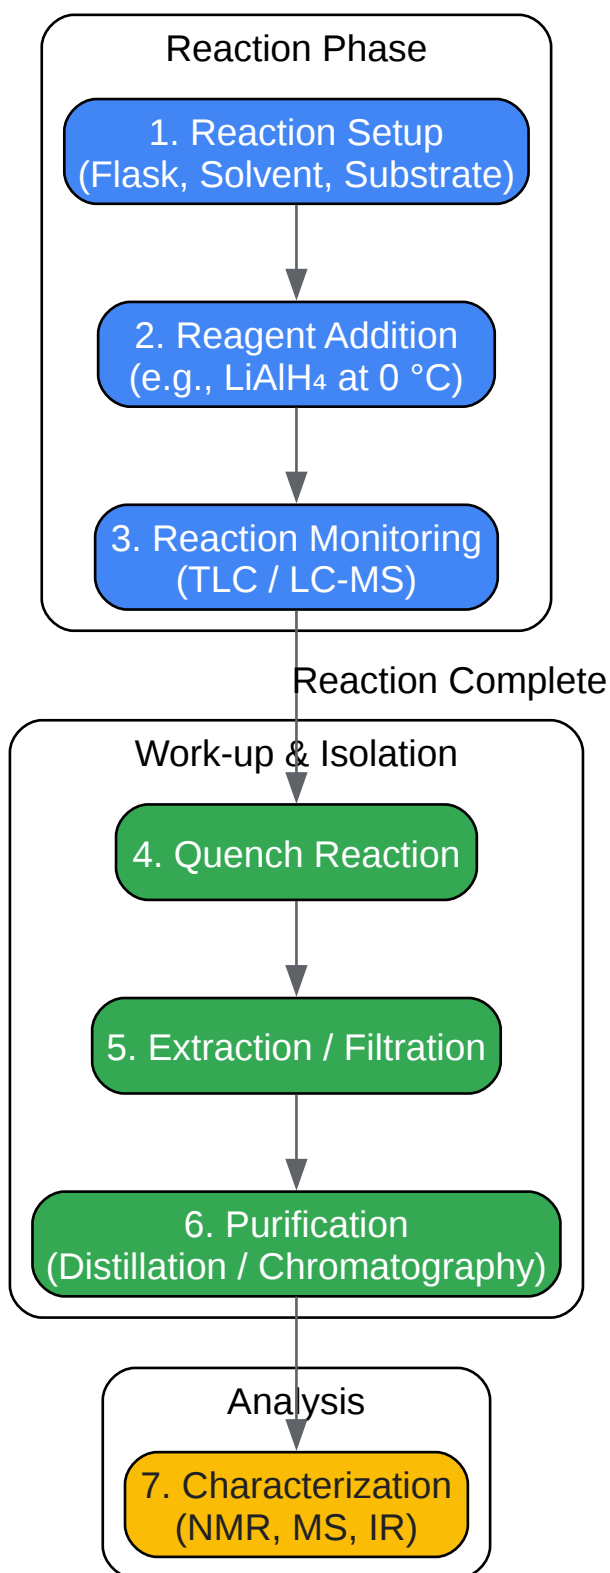 Reaction Phase
1. Reaction Setup
(Flask, Solvent, Substrate)
2. Reagent Addition
(e.g., LiAlH₄ at 0 °C)
3. Reaction Monitoring
(TLC / LC-MS)
Reaction Complete
Work-up & Isolation
4. Quench Reaction
5. Extraction / Filtration
6. Purification
(Distillation / Chromatography)
Analysis
7. Characterization
(NMR, MS, IR)